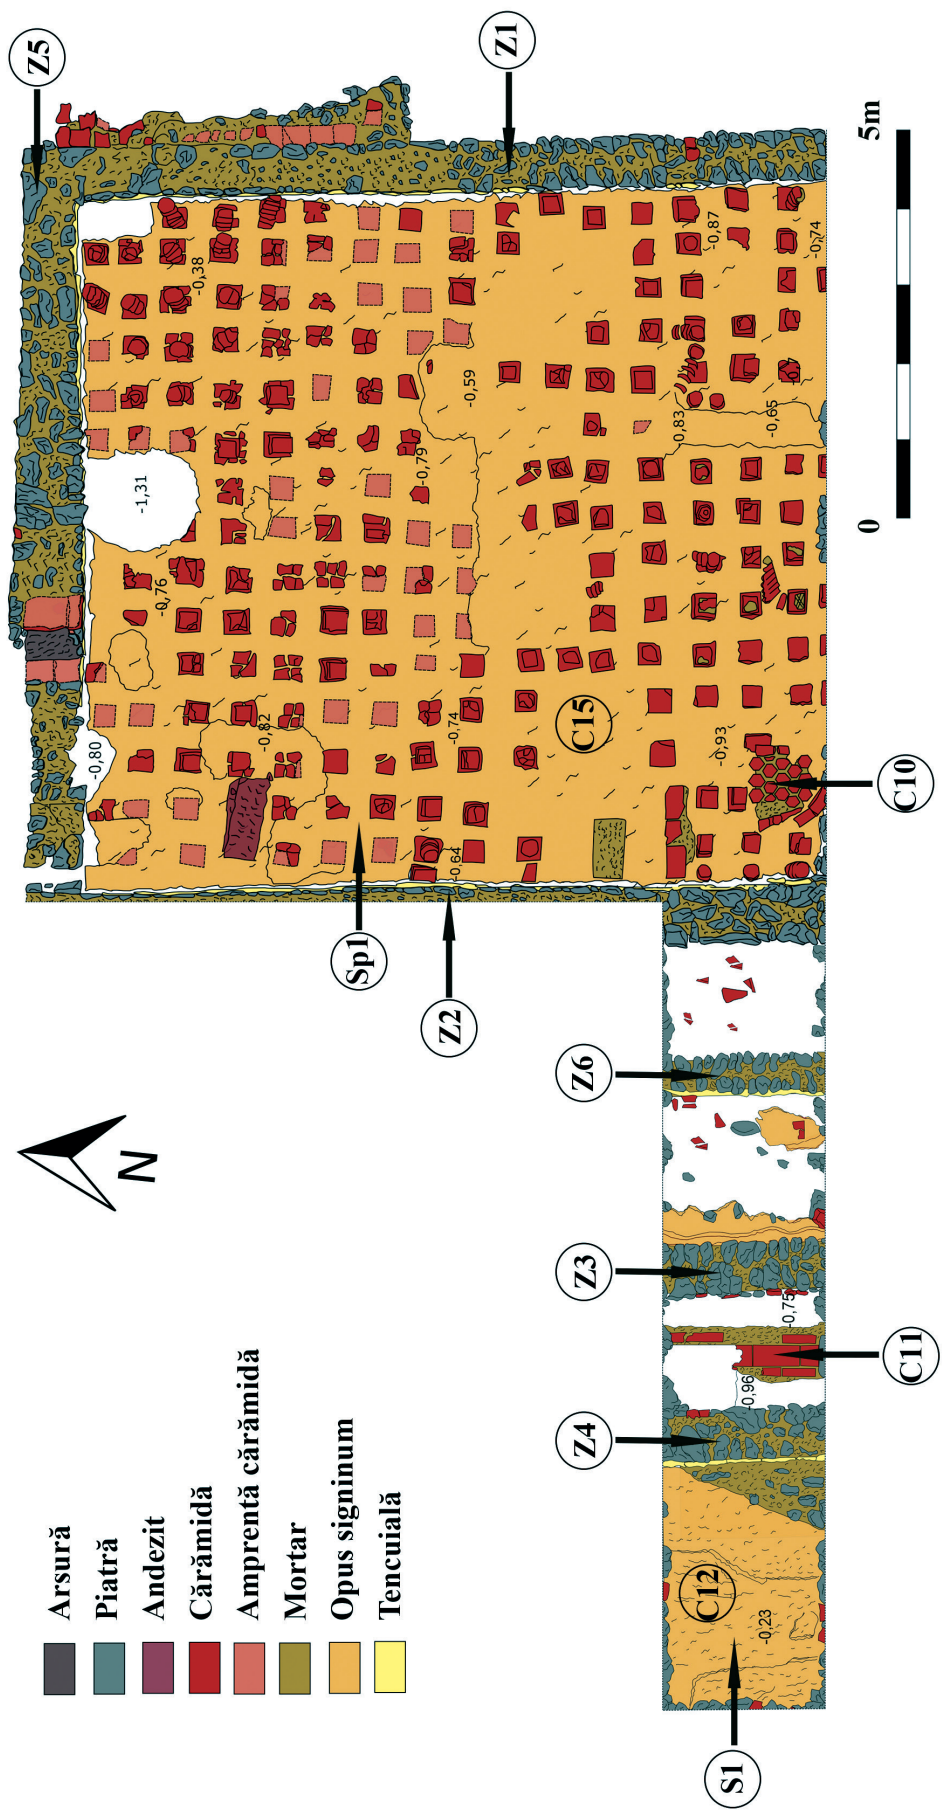 Z5
Z1
-0,38
-0,87
-0,74
-0,59
-0,83
-0,65
-0,79
-1,31
-0,76
-0,80
-0,82
-0,74
-0,93
-0,64
C15
C10
Sp1
Z2
Z6
Z3
-0,75
C11
-0,96
Z4
C12
-0,23
S1
0
5m
N
Arsură
Piatră
Andezit
Cărămidă
Amprentă cărămidă
Mortar
Opus signinum
Tencuială